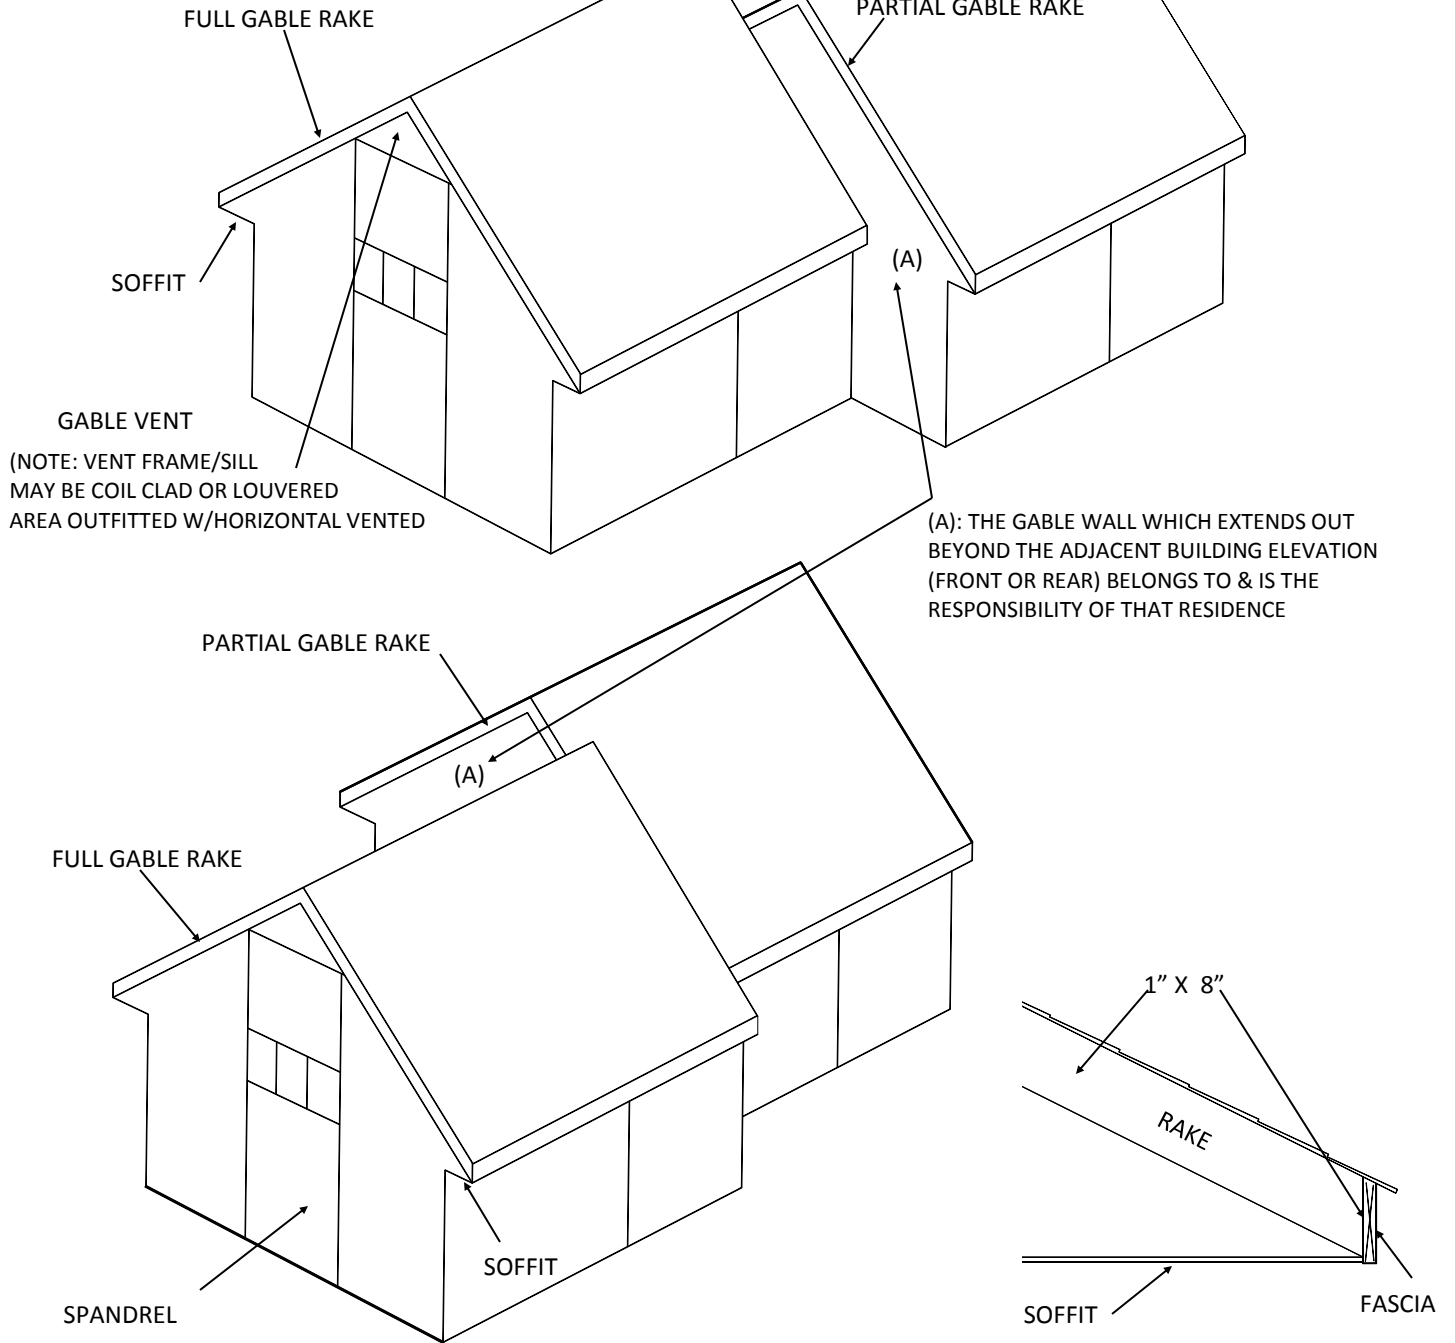 FULL GABLE RAKE
PARTIAL GABLE RAKE
(A)
SOFFIT
GABLE VENT
(NOTE: VENT FRAME/SILL
MAY BE COIL CLAD OR LOUVERED
AREA OUTFITTED W/HORIZONTAL VENTED
(A): THE GABLE WALL WHICH EXTENDS OUT
BEYOND THE ADJACENT BUILDING ELEVATION
(FRONT OR REAR) BELONGS TO & IS THE
RESPONSIBILITY OF THAT RESIDENCE
PARTIAL GABLE RAKE
(A)
FULL GABLE RAKE
1” X 8”
RAKE
SOFFIT
SPANDREL
SOFFIT
FASCIA